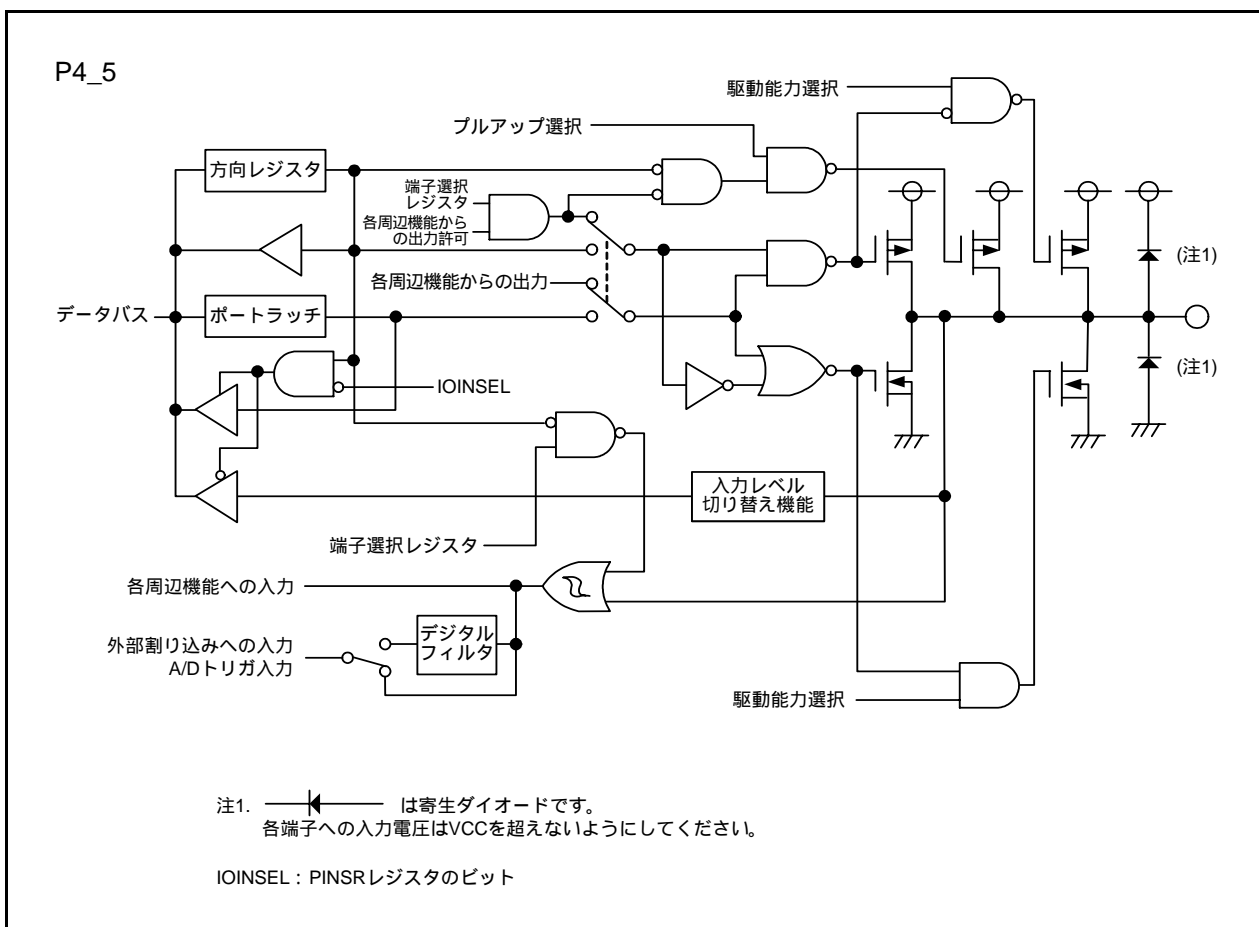 P4_5
駆動能力選択
プルアップ選択
方向レジスタ
端子選択
レジスタ
各周辺機能から
の出力許可
各周辺機能からの出力
データバス
ポートラッチ
(注1)
(注1)
IOINSEL
入力レベル
切り替え機能
端子選択レジスタ
各周辺機能への入力
外部割り込みへの入力
A/Dトリガ入力
デジタル
フィルタ
駆動能力選択
注1. は寄生ダイオードです。
各端子への入力電圧はVCCを超えないようにしてください。
IOINSEL : PINSRレジスタのビット